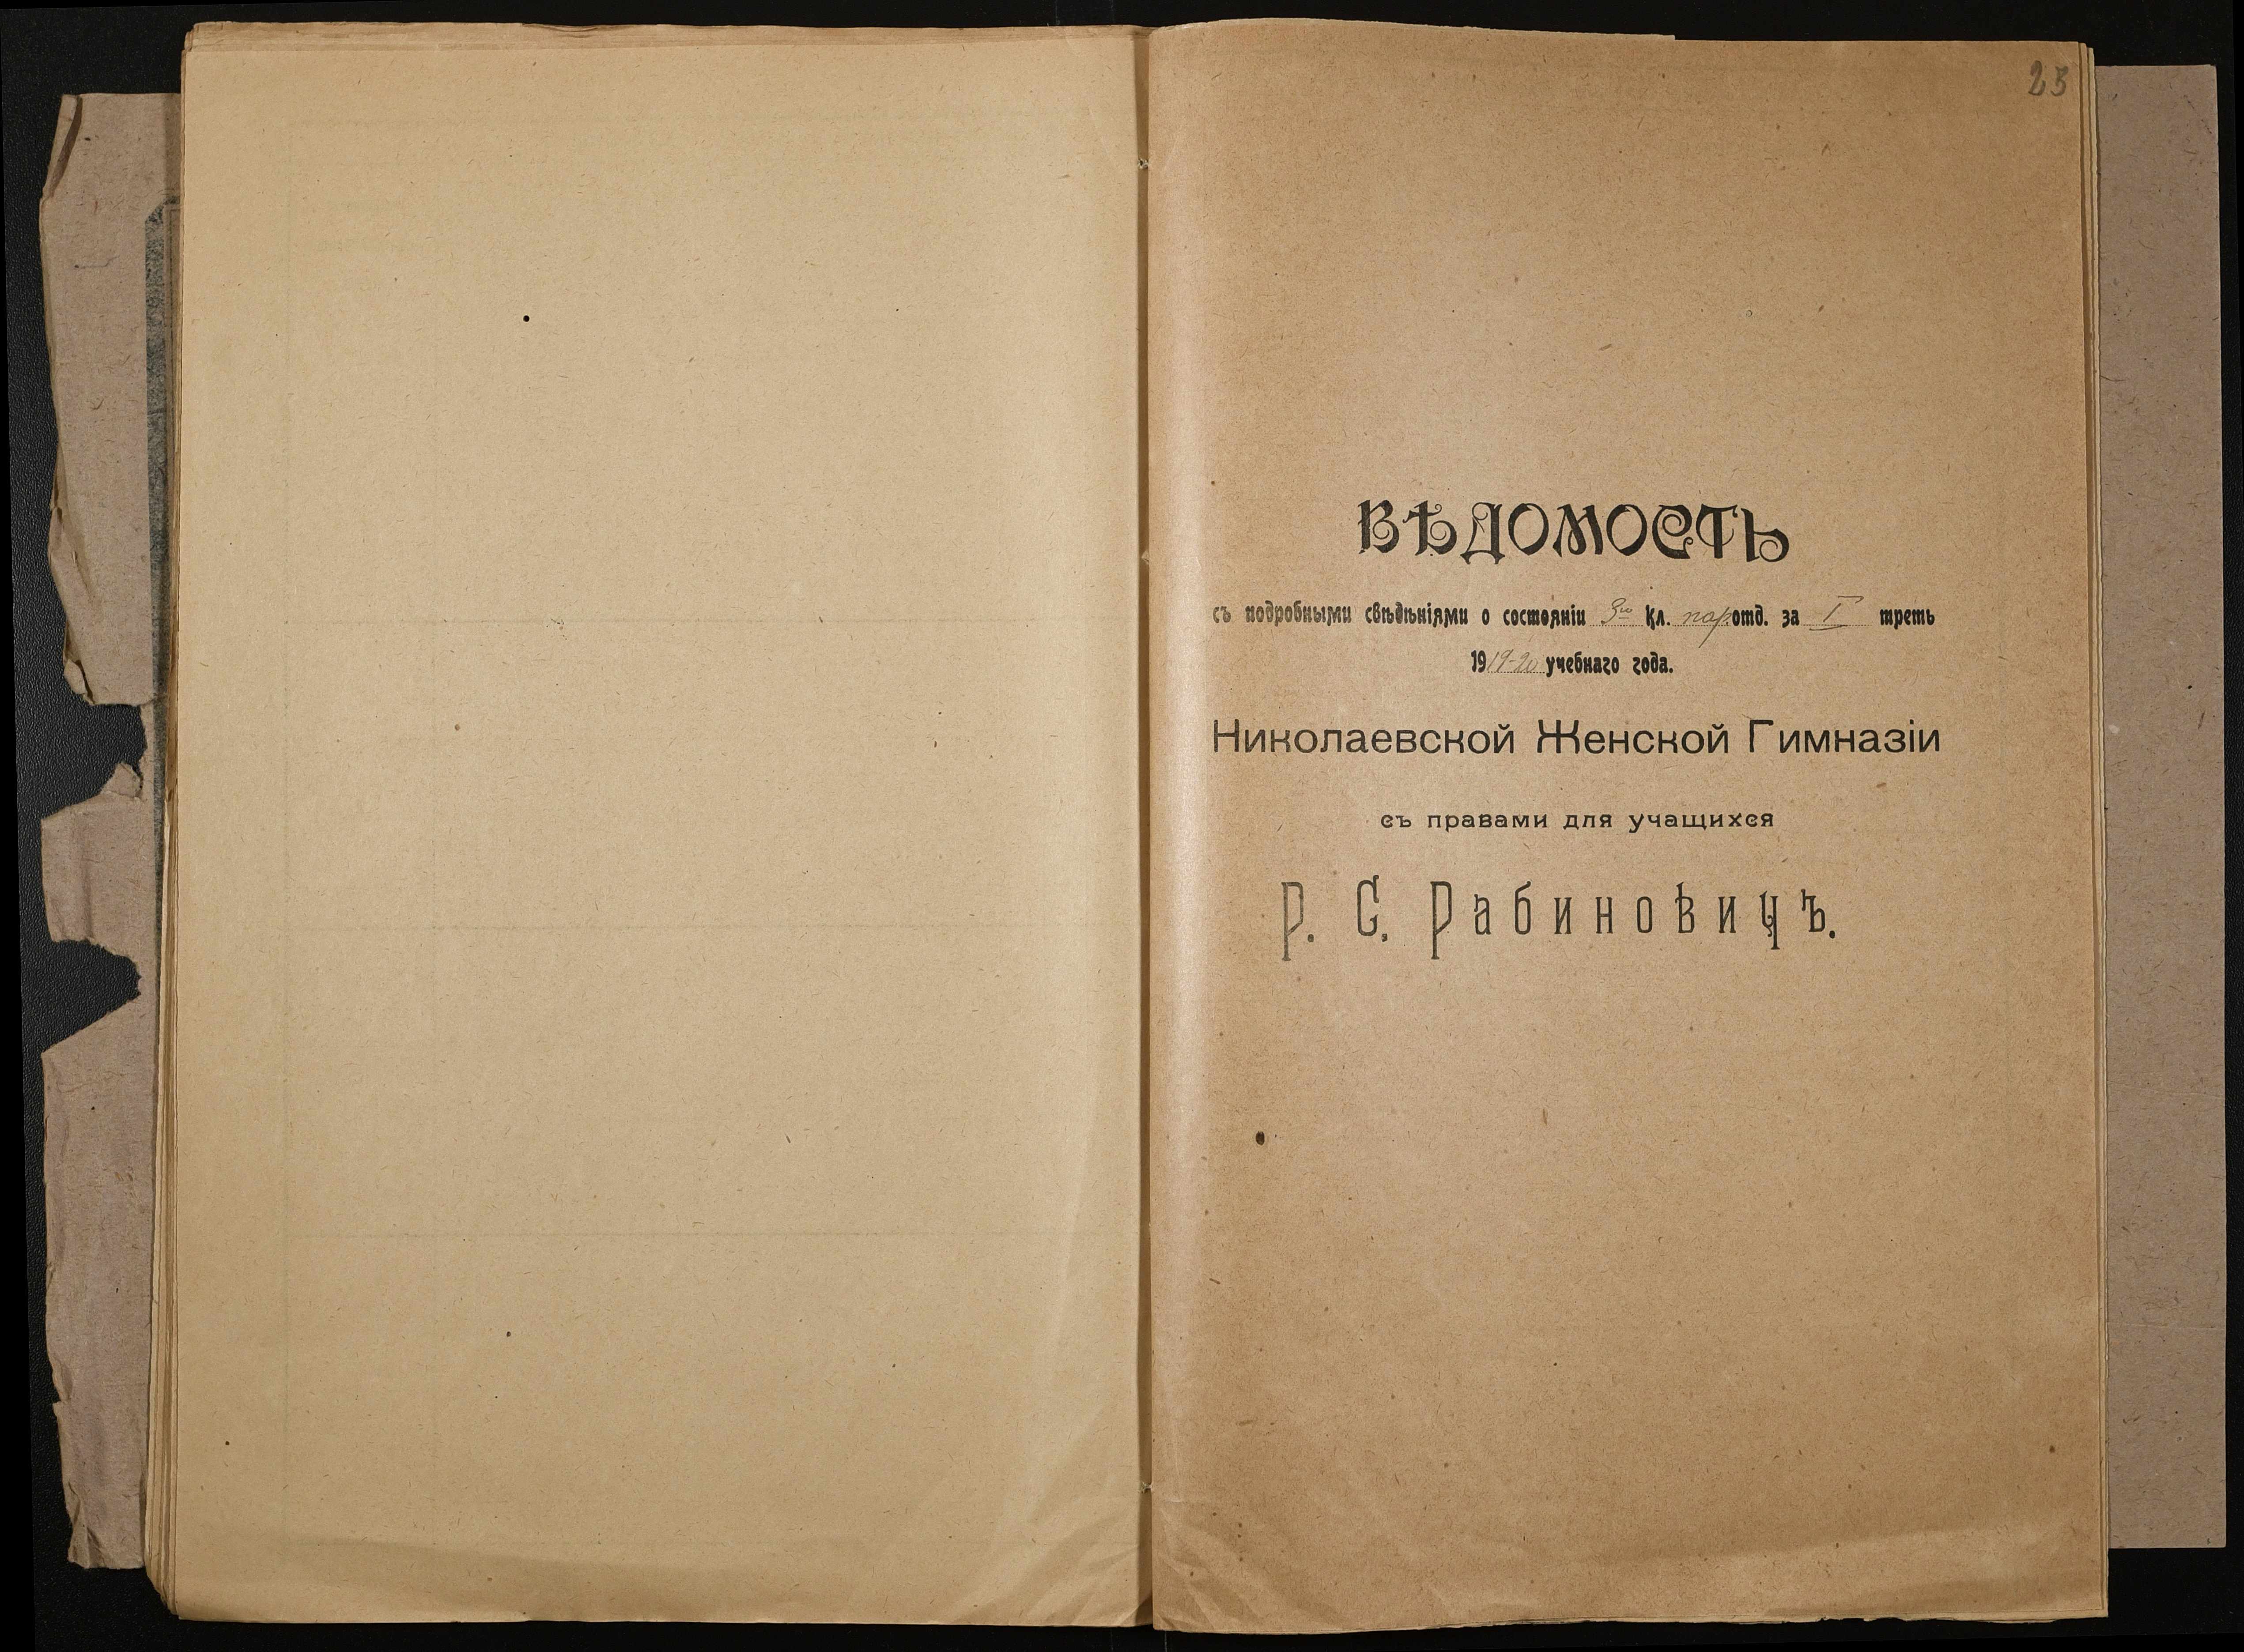 23
ВѢДОМОСТЬ
съ подробными свѣдѣніями о состояніи 3го кл. пар. отд. за I треть
1919-20 учебнаго года.
Николаевской Женской Гимназіи
съ правами для учащихся
Р. С. Рабиновичъ.